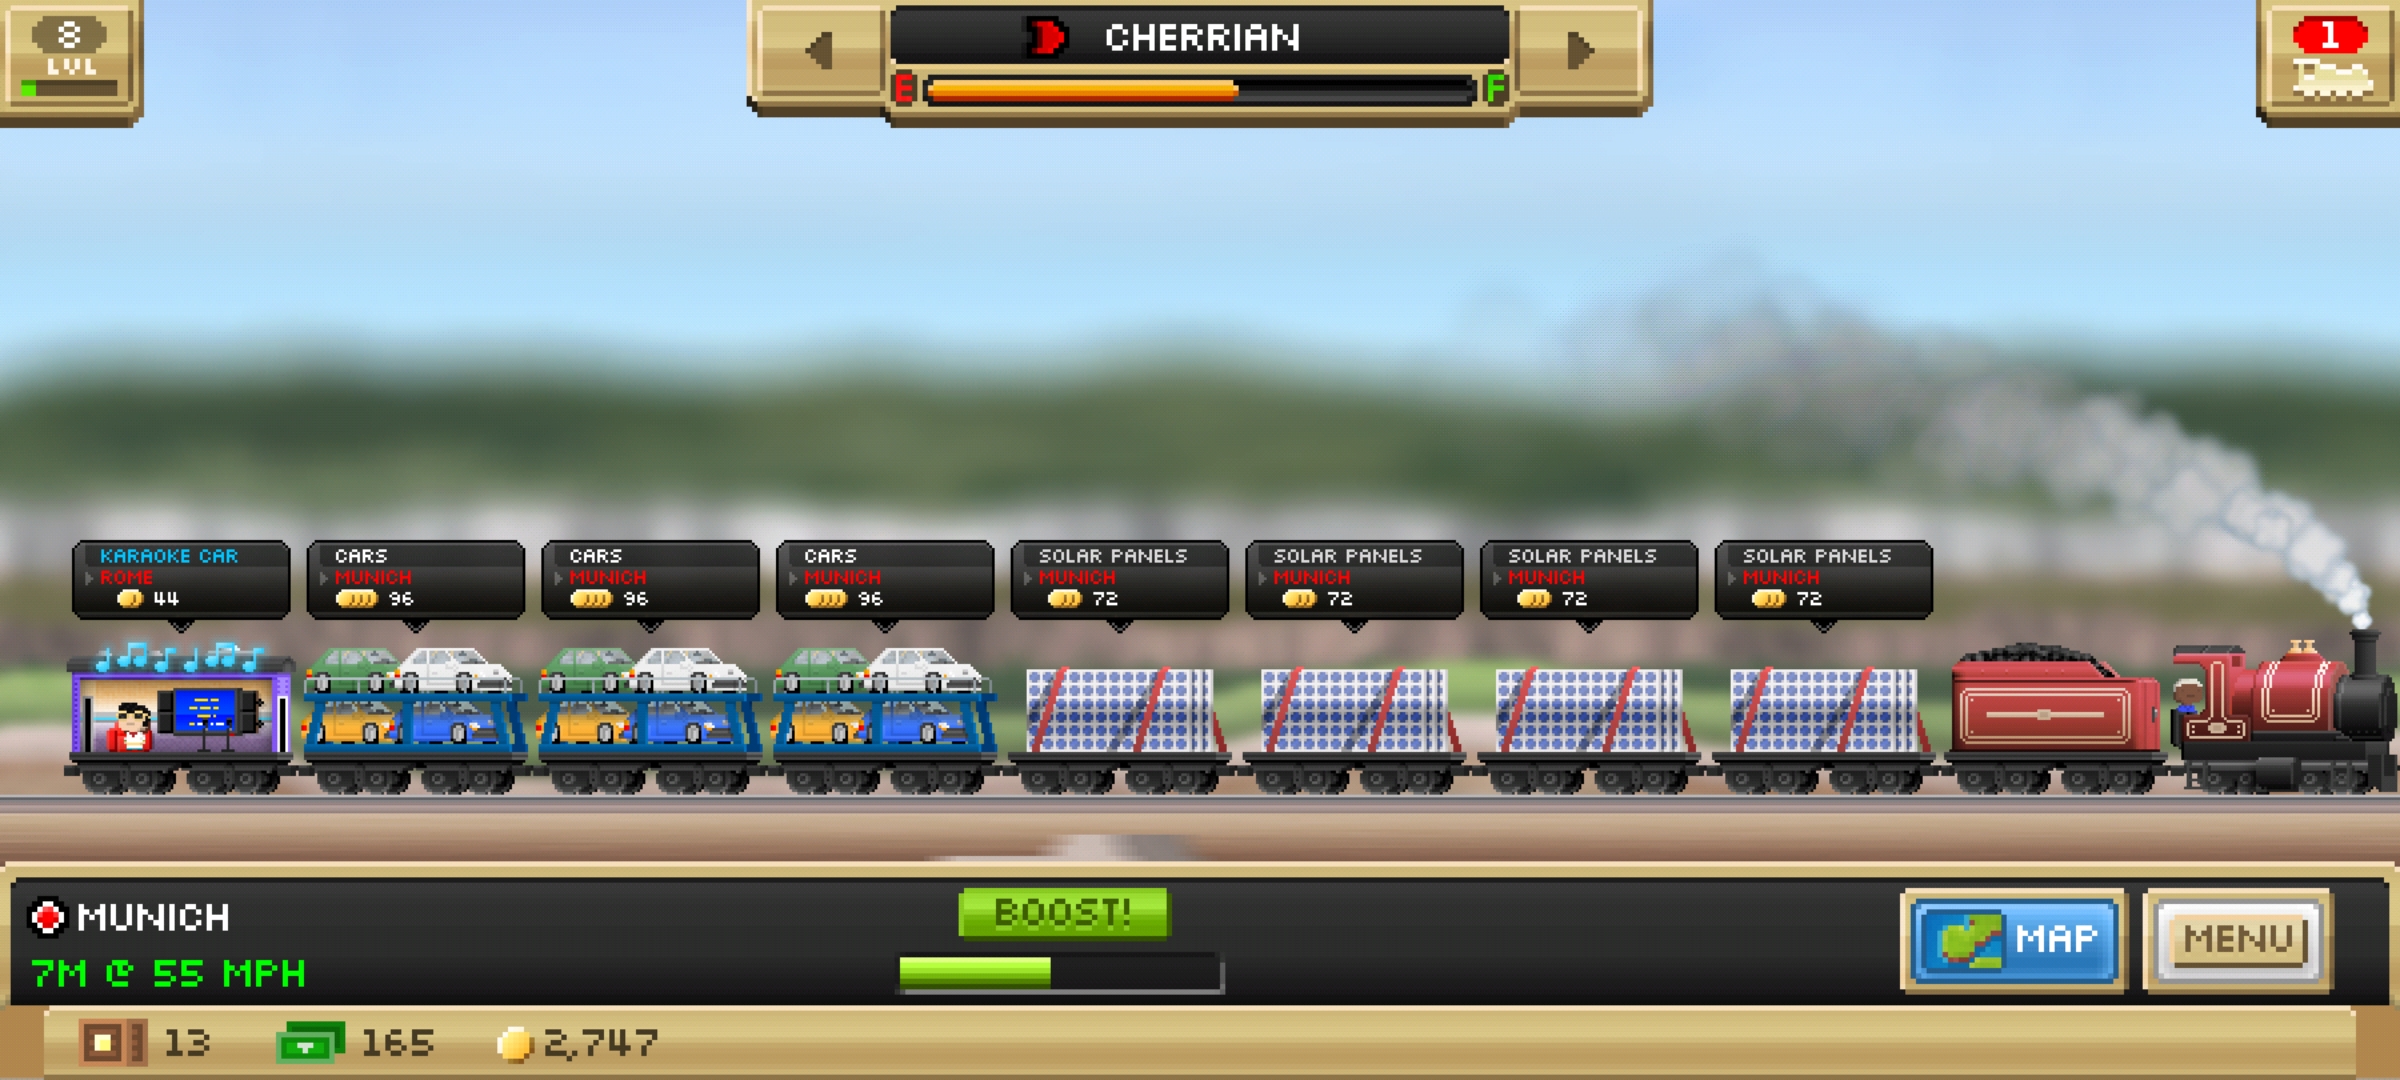 8
LVL
CHERRIAN
E F
1
KARAOKE CAR
ROME
44
CARS
MUNICH
96
CARS
MUNICH
96
CARS
MUNICH
96
SOLAR PANELS
MUNICH
72
SOLAR PANELS
MUNICH
72
SOLAR PANELS
MUNICH
72
SOLAR PANELS
MUNICH
72
MUNICH
7M @ 55 MPH
BOOST!
MAP
MENU
13 165 2,747